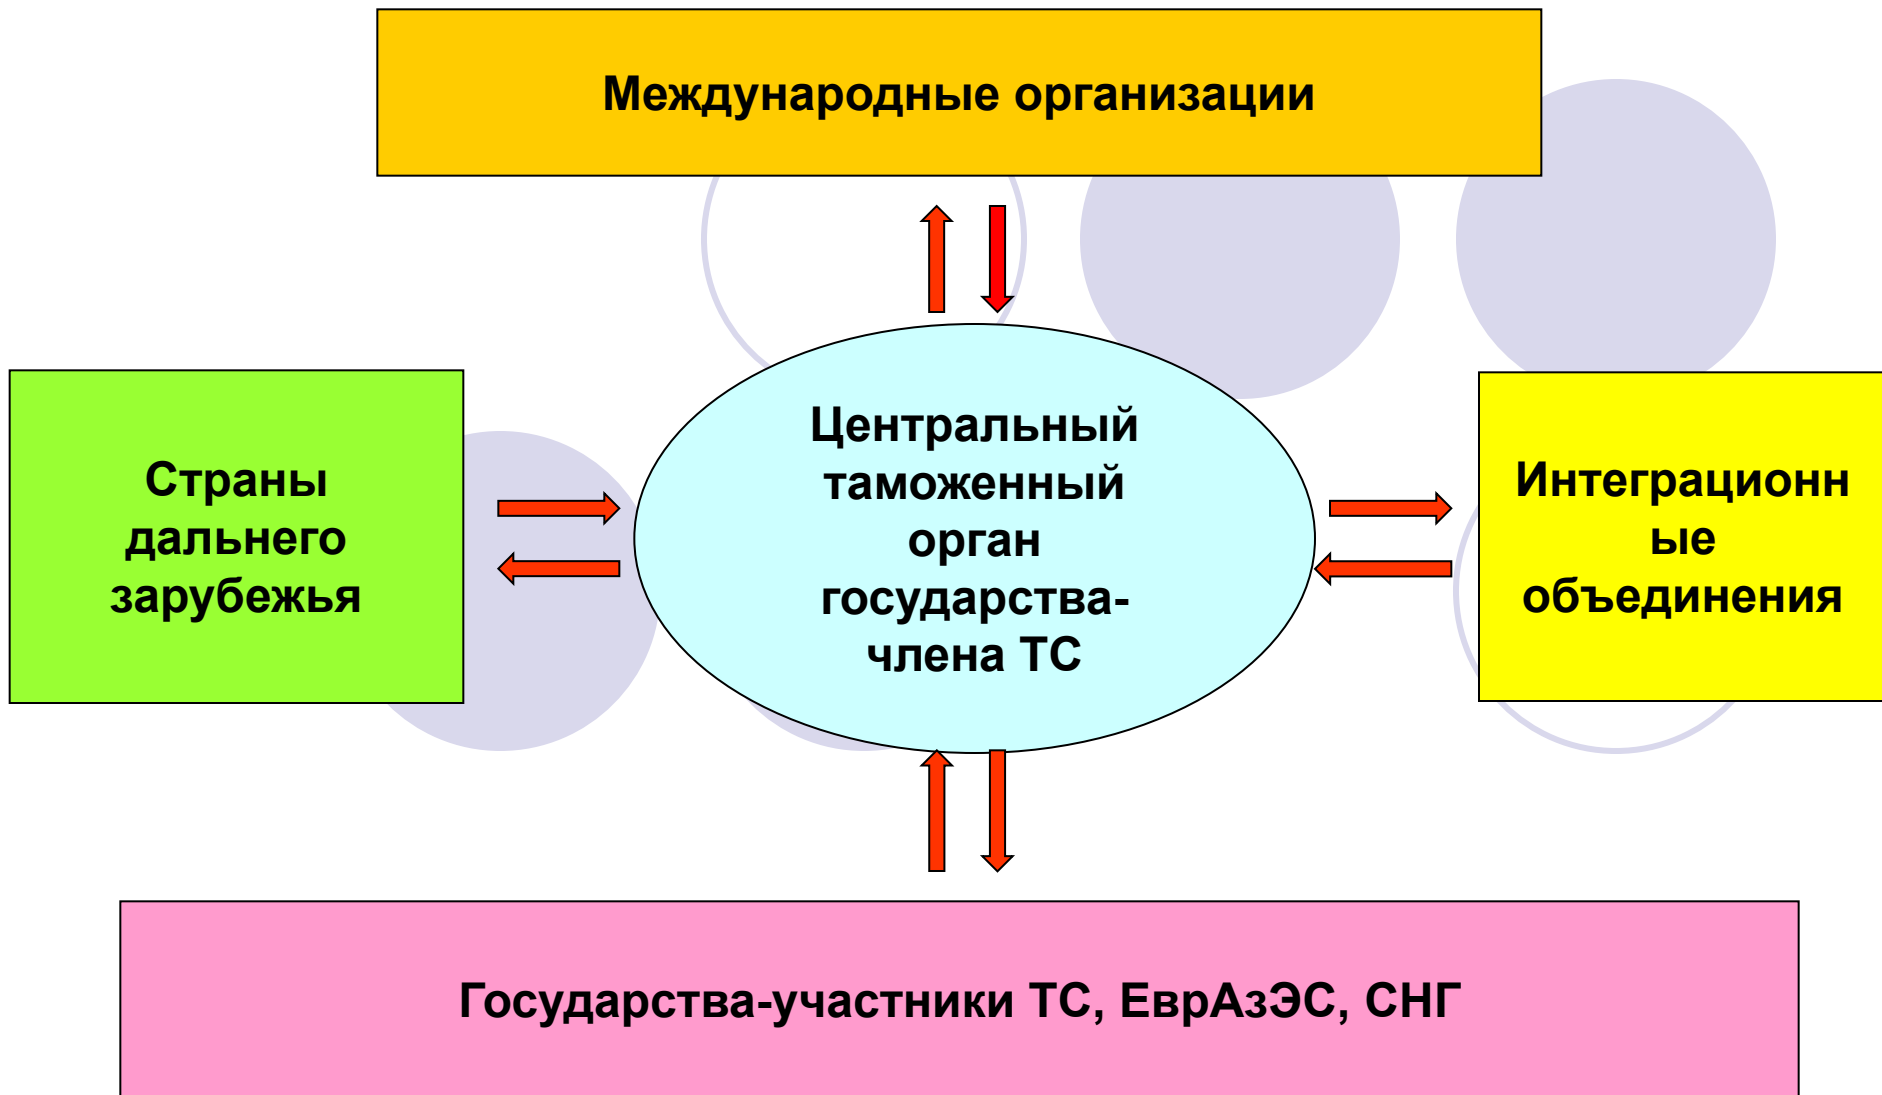 Международные организации
Страны
дальнего
зарубежья
Центральный
таможенный
орган
государства-
члена ТС
Интеграционн
ые
объединения
Государства-участники ТС, ЕврАзЭС, СНГ